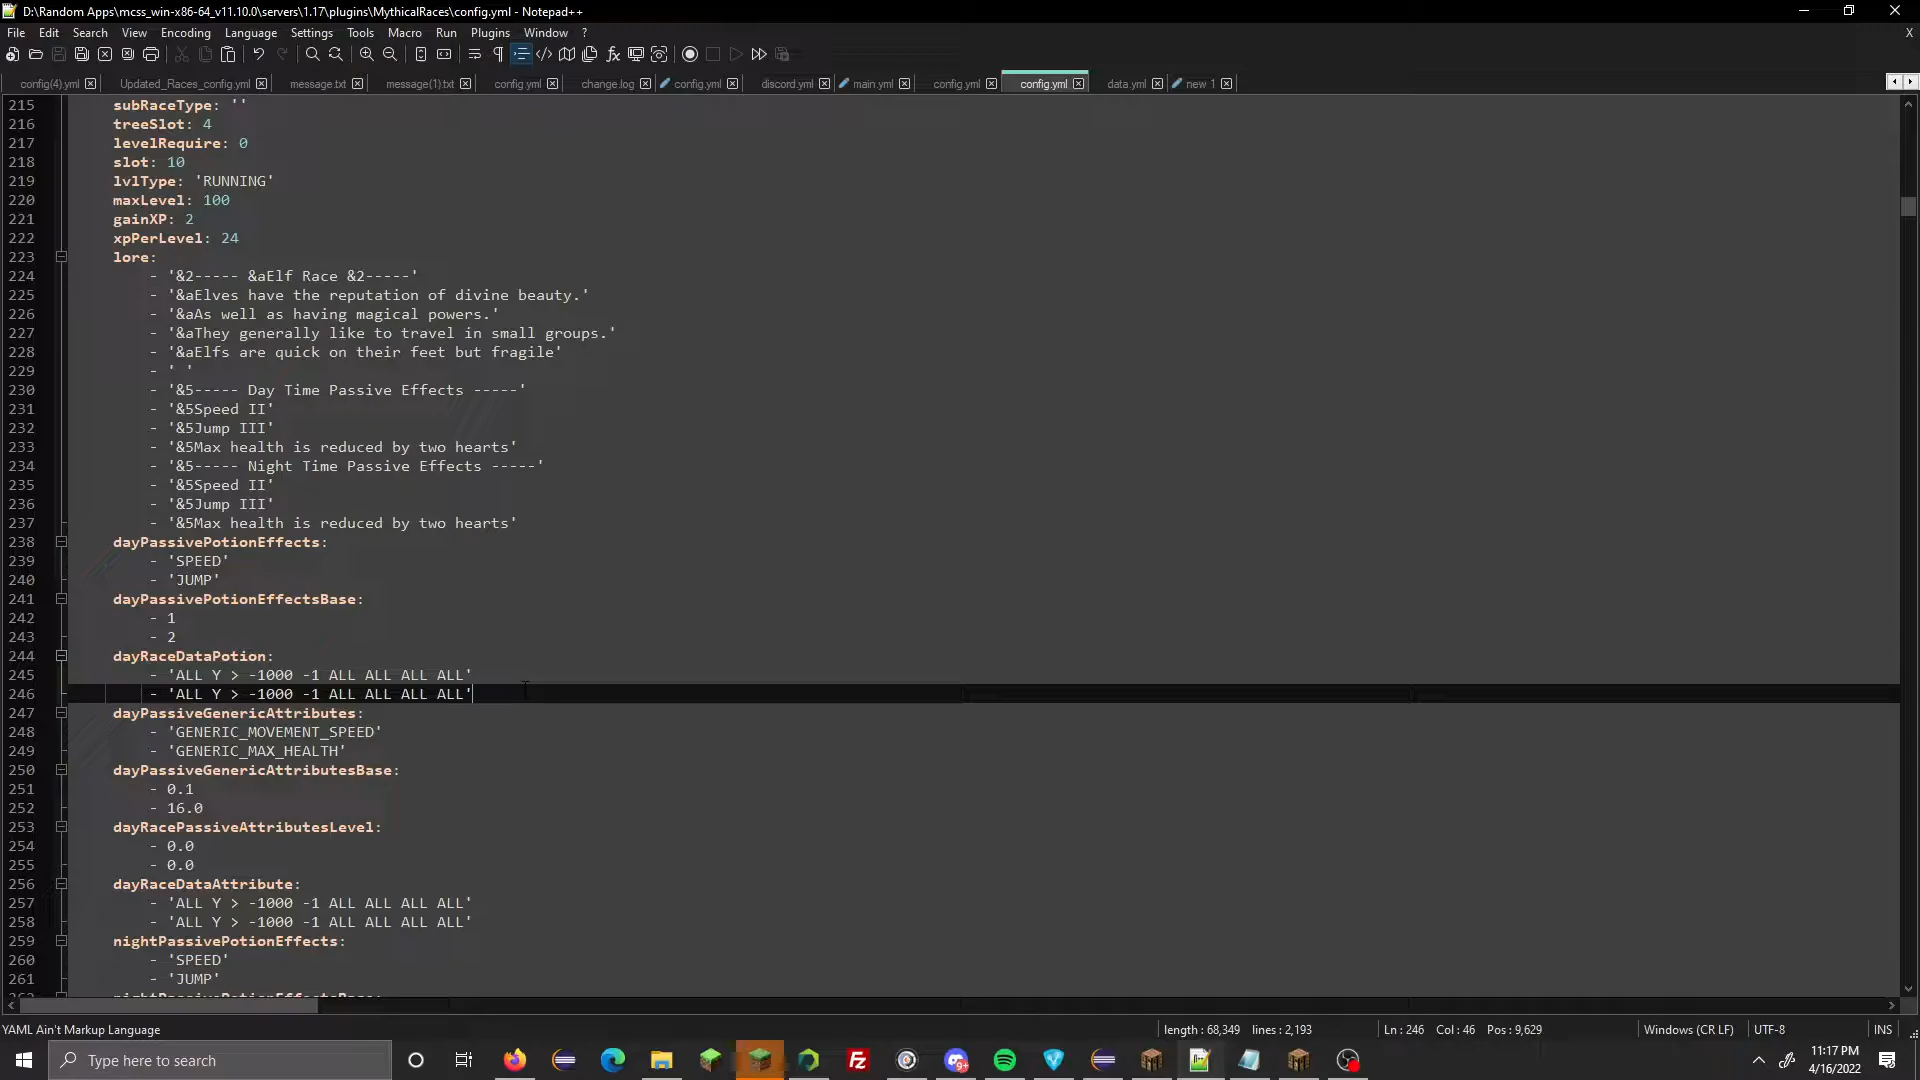 D:\Random Apps\mcss_win-x86-64_v11.10.0\servers\1.17\plugins\MythicalRaces\config.yml - Notepad++
File Edit Search View Encoding Language Settings Tools Macro Run Plugins Window ? X
config(4).yml Updated_Races_config.yml message.txt message(1).txt config.yml change.log config.yml discord.yml main.yml config.yml config.yml data.yml new 1
215 subRaceType: ''
216 treeSlot: 4
217 levelRequire: 0
218 slot: 10
219 lvlType: 'RUNNING'
220 maxLevel: 100
221 gainXP: 2
222 xpPerLevel: 24
223 lore:
224 - '&2----- &aElf Race &2-----'
225 - '&aElves have the reputation of divine beauty.'
226 - '&aAs well as having magical powers.'
227 - '&aThey generally like to travel in small groups.'
228 - '&aElfs are quick on their feet but fragile'
229 - ' '
230 - '&5----- Day Time Passive Effects -----'
231 - '&5Speed II'
232 - '&5Jump III'
233 - '&5Max health is reduced by two hearts'
234 - '&5----- Night Time Passive Effects -----'
235 - '&5Speed II'
236 - '&5Jump III'
237 - '&5Max health is reduced by two hearts'
238 dayPassivePotionEffects:
239 - 'SPEED'
240 - 'JUMP'
241 dayPassivePotionEffectsBase:
242 - 1
243 - 2
244 dayRaceDataPotion:
245 - 'ALL Y > -1000 -1 ALL ALL ALL ALL'
246 - 'ALL Y > -1000 -1 ALL ALL ALL ALL'
247 dayPassiveGenericAttributes:
248 - 'GENERIC_MOVEMENT_SPEED'
249 - 'GENERIC_MAX_HEALTH'
250 dayPassiveGenericAttributesBase:
251 - 0.1
252 - 16.0
253 dayRacePassiveAttributesLevel:
254 - 0.0
255 - 0.0
256 dayRaceDataAttribute:
257 - 'ALL Y > -1000 -1 ALL ALL ALL ALL'
258 - 'ALL Y > -1000 -1 ALL ALL ALL ALL'
259 nightPassivePotionEffects:
260 - 'SPEED'
261 - 'JUMP'
262 nightPassivePotionEffectsBase:
YAML Ain't Markup Language length : 68,349 lines : 2,193 Ln : 246 Col : 46 Pos : 9,629 Windows (CR LF) UTF-8 INS
Type here to search
11:17 PM
4/16/2022